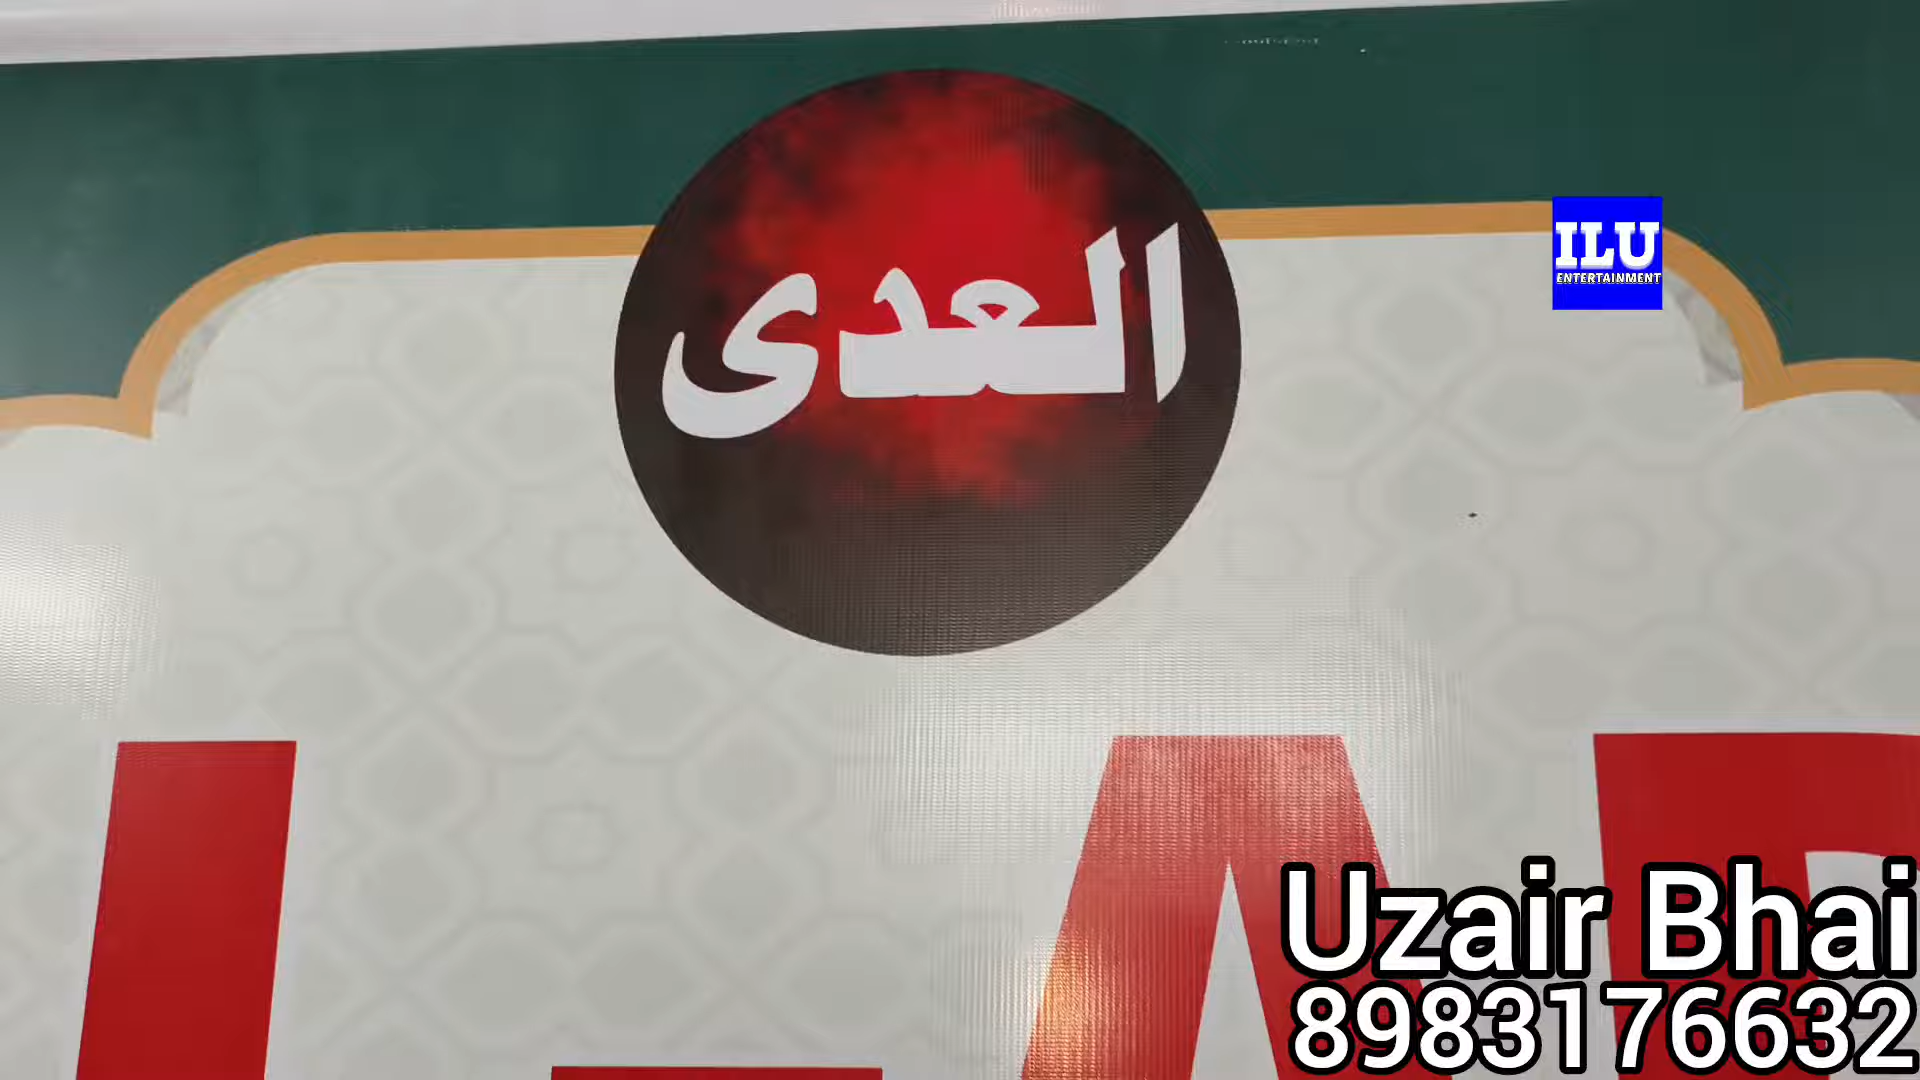 العدى
ILU
ENTERTAINMENT
Uzair Bhai
8983176632